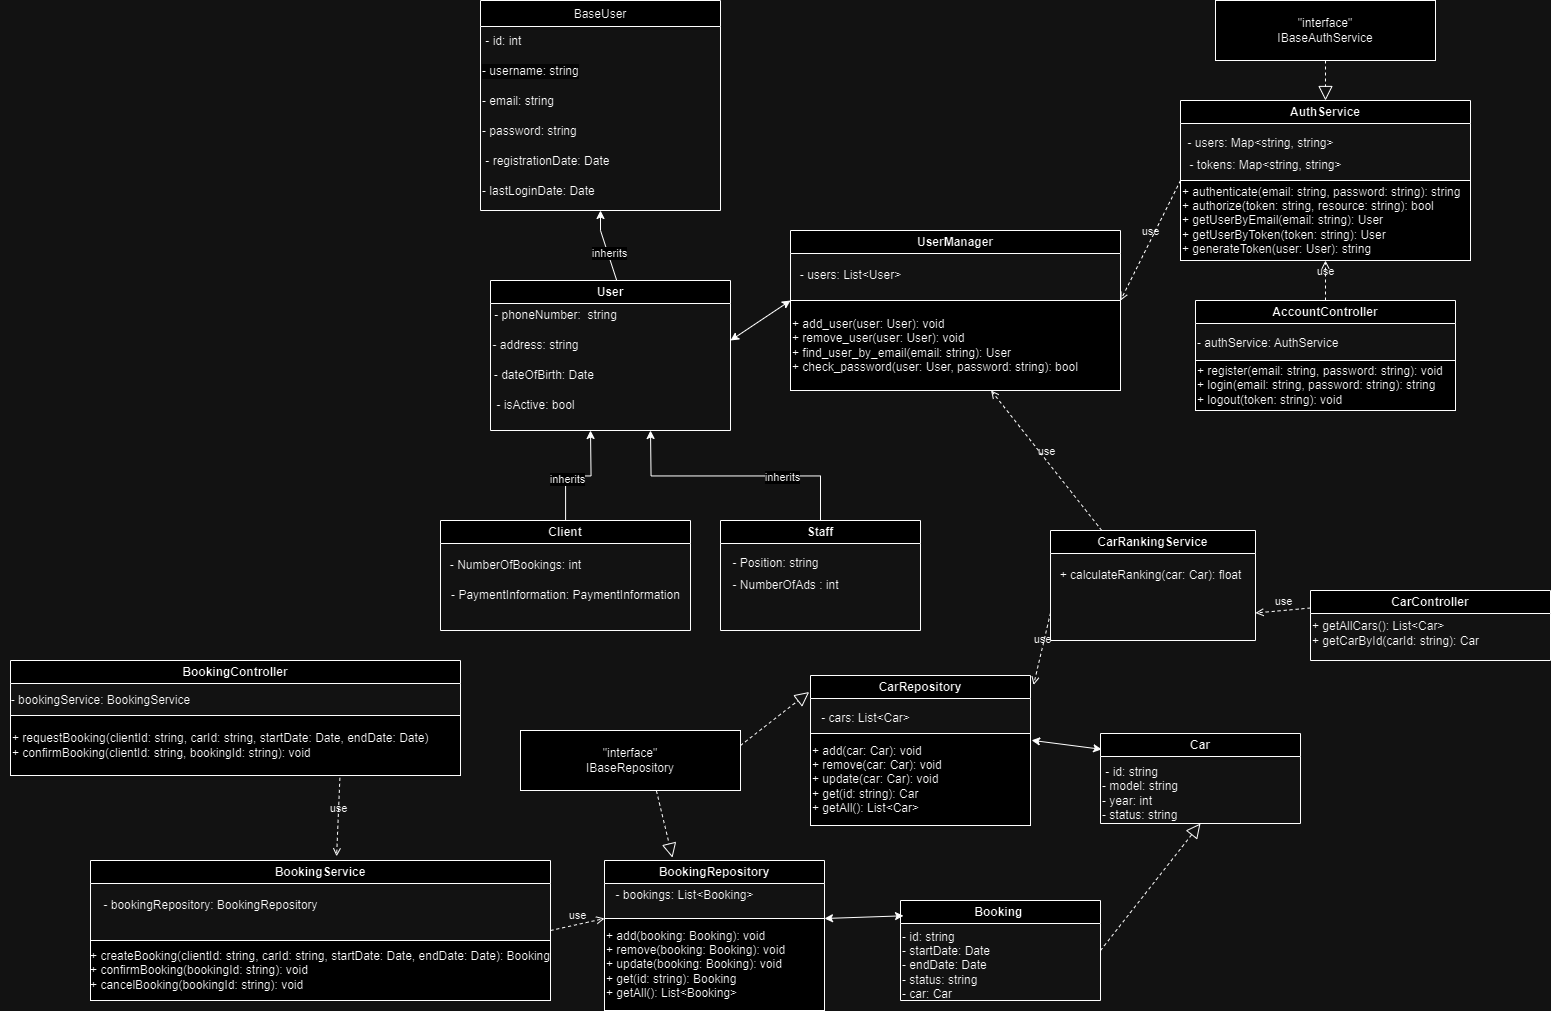 BaseUser
- id: int
- username: string
- email: string
- password: string
- registrationDate: Date
- lastLoginDate: Date
"interface"
IBaseAuthService
AuthService
- users: Map<string, string>
- tokens: Map<string, string>
+ authenticate(email: string, password: string): string
+ authorize(token: string, resource: string): bool
+ getUserByEmail(email: string): User
+ getUserByToken(token: string): User
+ generateToken(user: User): string
use
use
inherits
UserManager
- users: List<User>
+ add_user(user: User): void
+ remove_user(user: User): void
+ find_user_by_email(email: string): User
+ check_password(user: User, password: string): bool
User
- phoneNumber:  string
- address: string
- dateOfBirth: Date
- isActive: bool
AccountController
- authService: AuthService
+ register(email: string, password: string): void
+ login(email: string, password: string): string
+ logout(token: string): void
use
inherits
inherits
Client
- NumberOfBookings: int
- PaymentInformation: PaymentInformation
Staff
- Position: string
- NumberOfAds : int
CarRankingService
+ calculateRanking(car: Car): float
use
CarController
+ getAllCars(): List<Car>
+ getCarById(carId: string): Car
use
BookingController
- bookingService: BookingService
+ requestBooking(clientId: string, carId: string, startDate: Date, endDate: Date)
+ confirmBooking(clientId: string, bookingId: string): void
use
"interface"
IBaseRepository
CarRepository
- cars: List<Car>
+ add(car: Car): void
+ remove(car: Car): void
+ update(car: Car): void
+ get(id: string): Car
+ getAll(): List<Car>
Car
- id: string
- model: string
- year: int
- status: string
BookingService
- bookingRepository: BookingRepository
+ createBooking(clientId: string, carId: string, startDate: Date, endDate: Date): Booking
+ confirmBooking(bookingId: string): void
+ cancelBooking(bookingId: string): void
use
BookingRepository
- bookings: List<Booking>
+ add(booking: Booking): void
+ remove(booking: Booking): void
+ update(booking: Booking): void
+ get(id: string): Booking
+ getAll(): List<Booking>
Booking
- id: string
- startDate: Date
- endDate: Date
- status: string
- car: Car